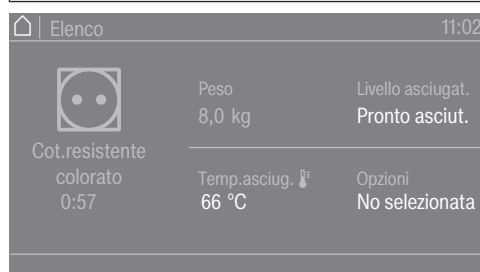 Elenco 11:02
Peso
8,0 kg
Livello asciugat.
Pronto asciut.
Cot.resistente
colorato
0:57
Temp.asciug.
66 °C
Opzioni
No selezionata